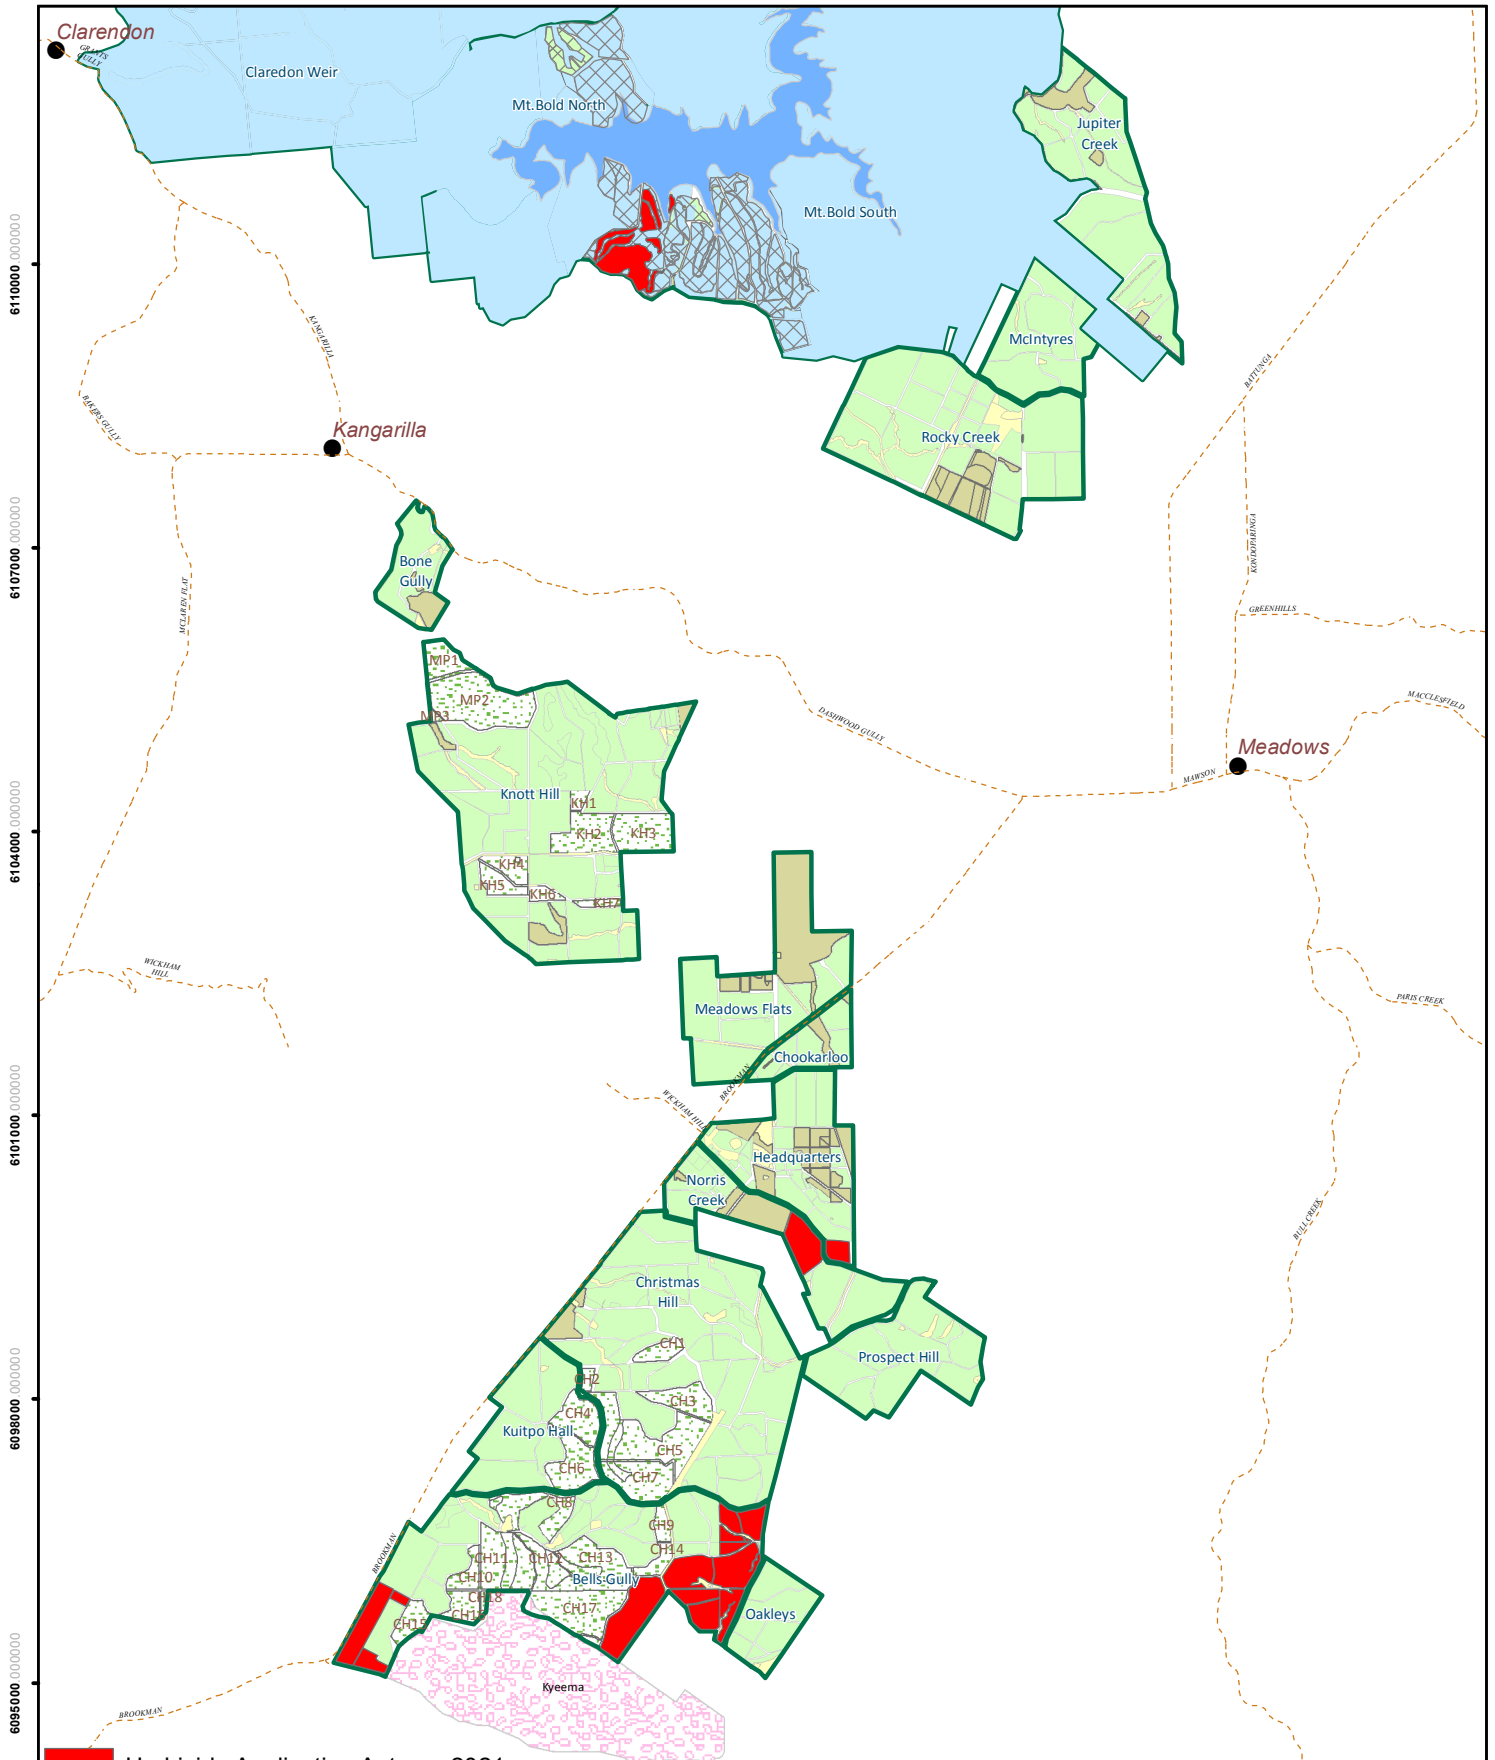 Clarendon
GRANTS
GULLY
Claredon Weir
Mt.Bold North
Jupiter
Creek
Mt.Bold South
6110000.000000
KANGARILLA
McIntyres
BATTUNGA
BAKERS GULLY
Kangarilla
Rocky Creek
6107000.000000
KONDOPARINGA
Bone
Gully
MCLAREN FLAT
GREENHILLS
MP1
MP2
MP3
MACCLESFIELD
DASHWOOD GULLY
Meadows
MAWSON
Knott Hill
KH1
KH2
KH3
6104000.000000
KH4
KH5
KH6
KH7
WICKHAM
HILL
PARIS CREEK
Meadows Flats
Chookarloo
BROOKMAN
WICKHAM HILL
6101000.000000
Headquarters
Norris
Creek
BULL CREEK
Christmas
Hill
CH1
Prospect Hill
CH2
6098000.000000
CH3
CH4
Kuitpo Hall
CH5
CH6
CH7
CH8
CH9
BROOKMAN
CH14
CH11
CH12
CH13
CH10
Bells Gully
CH18
CH17
CH15
Oakleys
6095000.000000
Kyeema
BROOKMAN